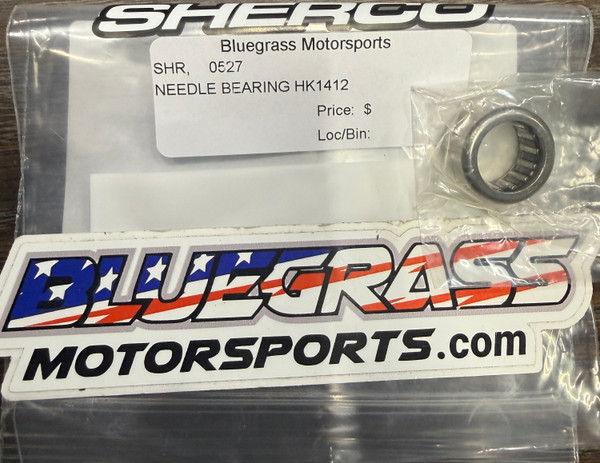 SHERCO
Bluegrass Motorsports
SHR, 0527
NEEDLE BEARING HK1412
Price: $
Loc/Bin:
BLUEGRASS
MOTORSPORTS.com